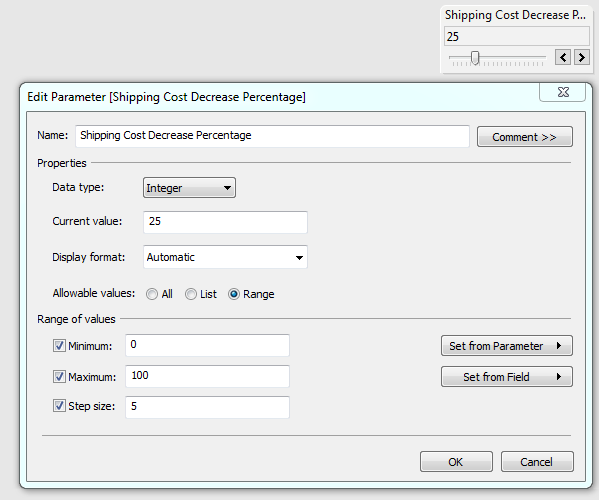 Shipping Cost Decrease P...
25
Edit Parameter [Shipping Cost Decrease Percentage]
Name: Shipping Cost Decrease Percentage Comment >>
Properties
Data type: Integer
Current value: 25
Display format: Automatic
Allowable values: All List Range
Range of values
Minimum: 0 Set from Parameter
Maximum: 100 Set from Field
Step size: 5
OK Cancel